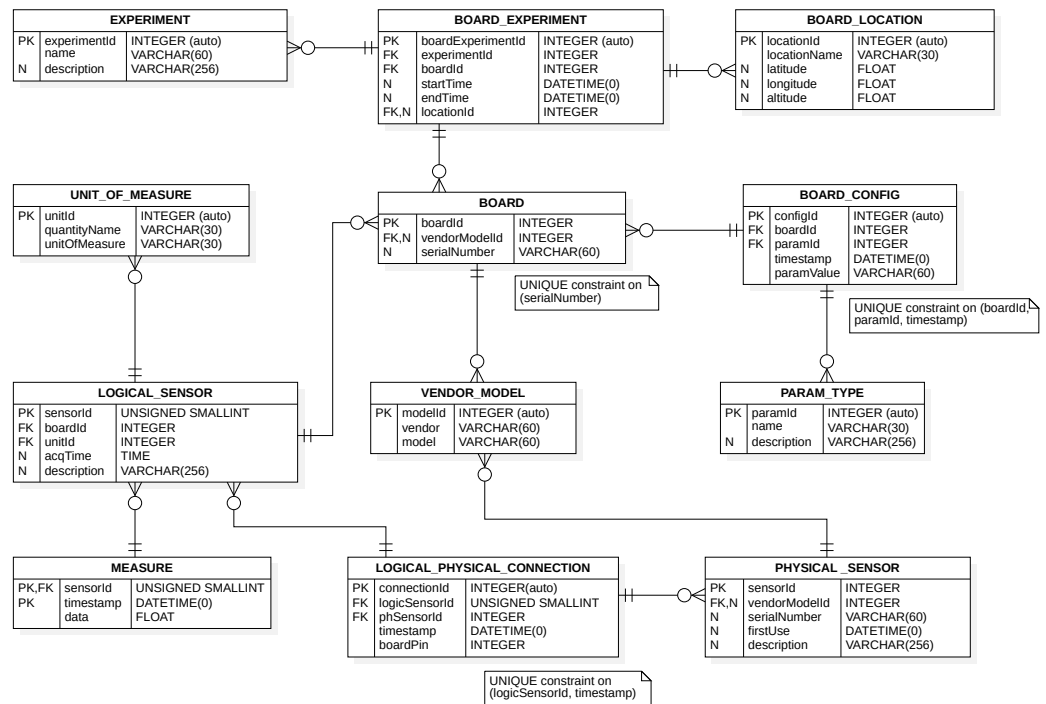 EXPERIMENT
PK experimentId INTEGER (auto)
name VARCHAR(60)
N description VARCHAR(256)
BOARD_EXPERIMENT
PK boardExperimentId INTEGER (auto)
FK experimentId INTEGER
FK boardId INTEGER
N startTime DATETIME(0)
N endTime DATETIME(0)
FK,N locationId INTEGER
BOARD_LOCATION
PK locationId INTEGER (auto)
locationName VARCHAR(30)
N latitude FLOAT
N longitude FLOAT
N altitude FLOAT
UNIT_OF_MEASURE
PK unitId INTEGER (auto)
quantityName VARCHAR(30)
unitOfMeasure VARCHAR(30)
BOARD
PK boardId INTEGER
FK,N vendorModelId INTEGER
N serialNumber VARCHAR(60)
UNIQUE constraint on
(serialNumber)
BOARD_CONFIG
PK configId INTEGER (auto)
FK boardId INTEGER
FK paramId INTEGER
timestamp DATETIME(0)
paramValue VARCHAR(60)
UNIQUE constraint on (boardId,
paramId, timestamp)
LOGICAL_SENSOR
PK sensorId UNSIGNED SMALLINT
FK boardId INTEGER
FK unitId INTEGER
N acqTime TIME
N description VARCHAR(256)
VENDOR_MODEL
PK modelId INTEGER (auto)
vendor VARCHAR(60)
model VARCHAR(60)
PARAM_TYPE
PK paramId INTEGER (auto)
name VARCHAR(30)
N description VARCHAR(256)
MEASURE
PK,FK sensorId UNSIGNED SMALLINT
PK timestamp DATETIME(0)
data FLOAT
LOGICAL_PHYSICAL_CONNECTION
PK connectionId INTEGER(auto)
FK logicSensorId UNSIGNED SMALLINT
FK phSensorId INTEGER
timestamp DATETIME(0)
boardPin INTEGER
UNIQUE constraint on
(logicSensorId, timestamp)
PHYSICAL _SENSOR
PK sensorId INTEGER
FK,N vendorModelId INTEGER
N serialNumber VARCHAR(60)
N firstUse DATETIME(0)
N description VARCHAR(256)